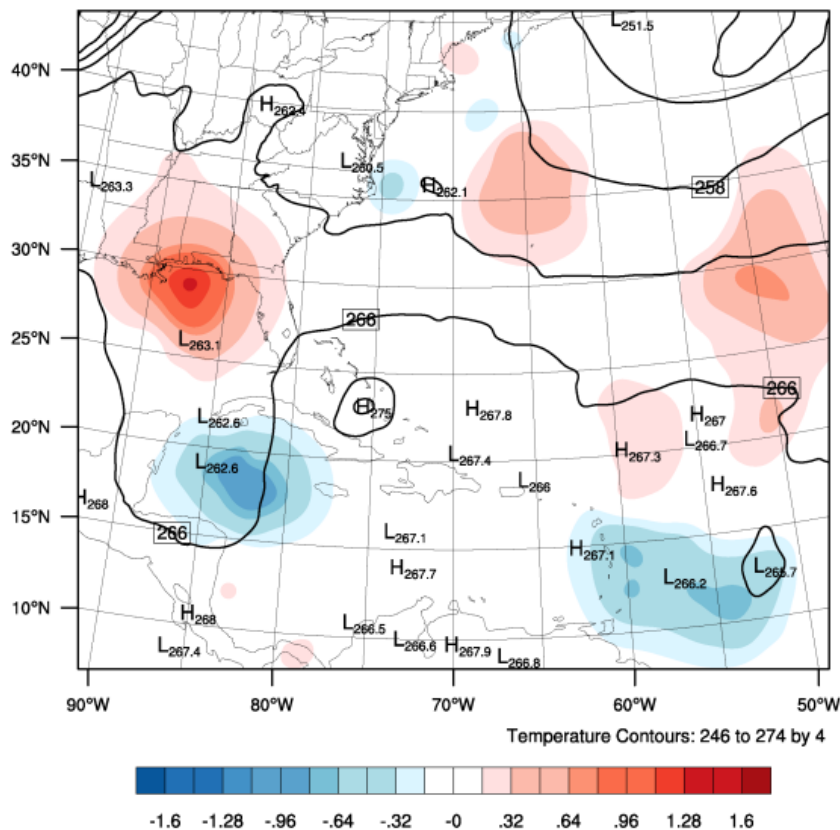 L251.5
40°N
H262.4
35°N
L260.5
L263.3
H262.1
258
30°N
266
25°N
L263.1
266
H275
L262.6
H267.8
H267
20°N
L266.7
L262.6
L267.4
H267.3
L266
H267.6
H268
15°N
266
L267.1
H267.1
H267.7
L266.2
L265.7
10°N
H268
L266.5
L267.4
L266.6
H267.9
L266.8
90°W 80°W 70°W 60°W 50°W
Temperature Contours: 246 to 274 by 4
-1.6 -1.28 -.96 -.64 -.32 -0 .32 .64 .96 1.28 1.6